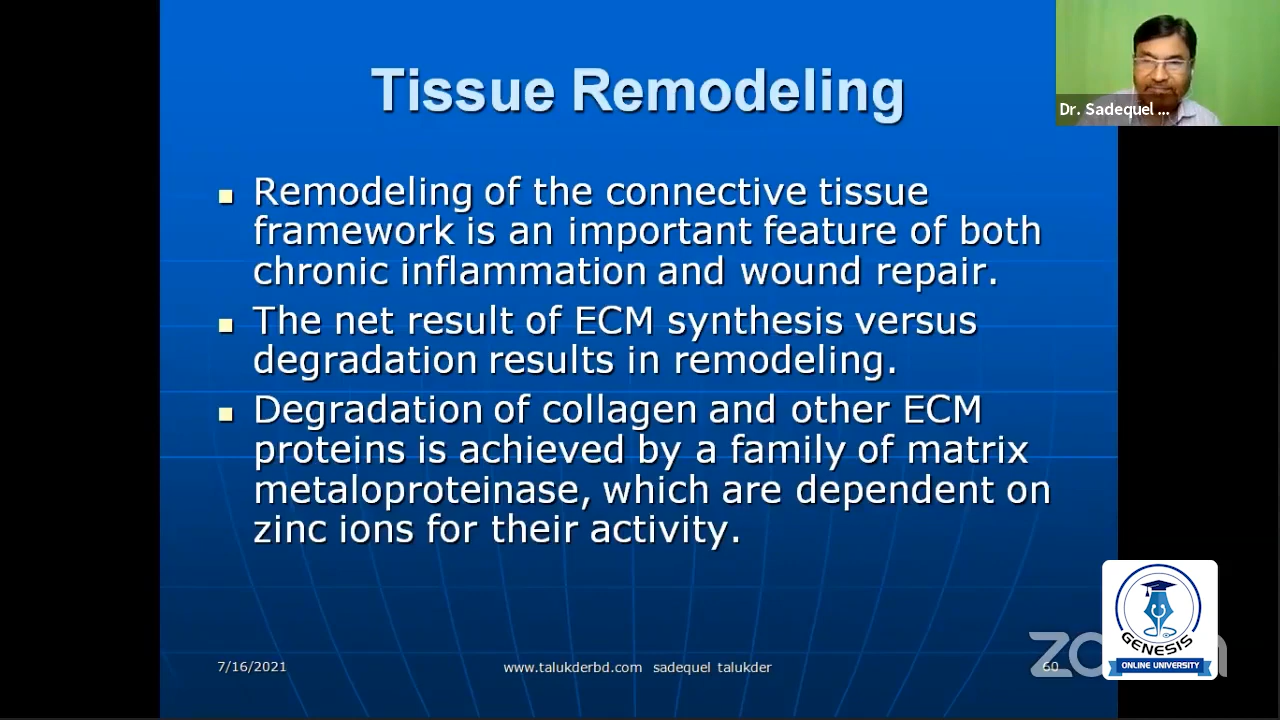 Tissue Remodeling
Dr. Sadequel ...
Remodeling of the connective tissue
framework is an important feature of both
chronic inflammation and wound repair.
The net result of ECM synthesis versus
degradation results in remodeling.
Degradation of collagen and other ECM
proteins is achieved by a family of matrix
metaloproteinase, which are dependent on
zinc ions for their activity.
7/16/2021
www.talukderbd.com sadequel talukder
60
zoom
GENESIS
ONLINE UNIVERSITY